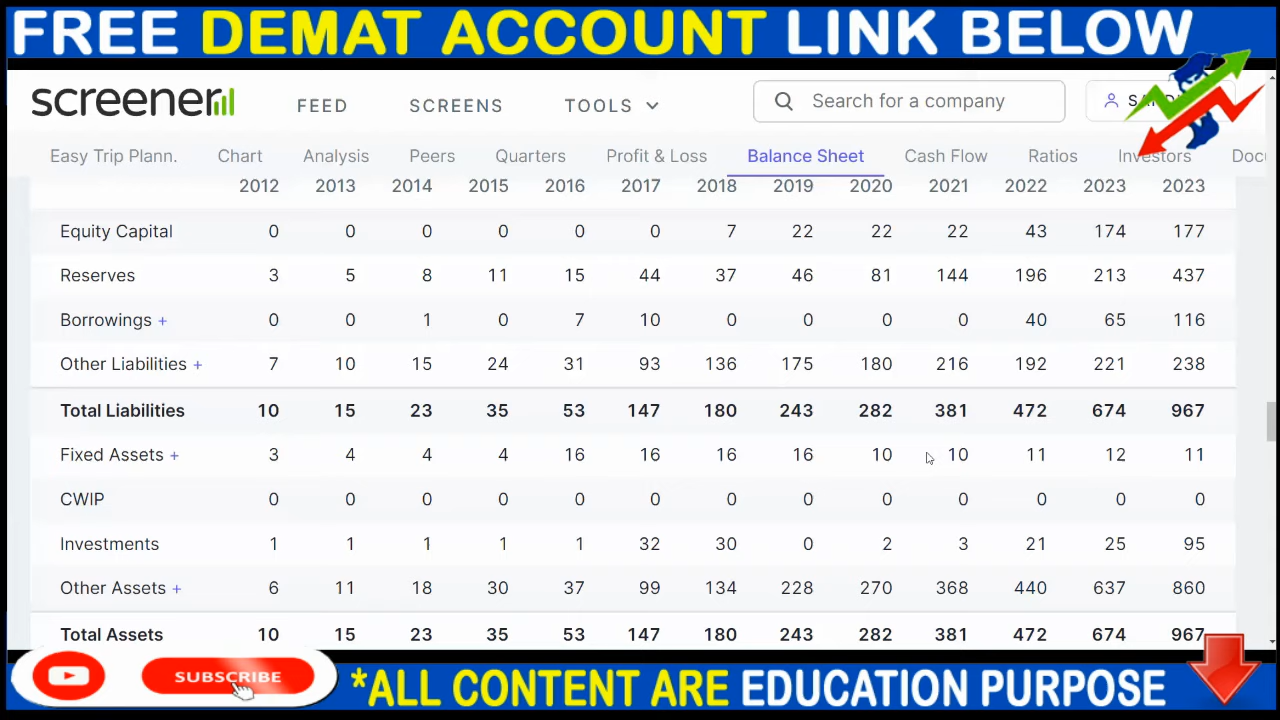 FREE DEMAT ACCOUNT LINK BELOW
screener
FEED SCREENS TOOLS Search for a company
Easy Trip Plann. Chart Analysis Peers Quarters Profit & Loss Balance Sheet Cash Flow Ratios Investors
2012 2013 2014 2015 2016 2017 2018 2019 2020 2021 2022 2023 2023
Equity Capital 0 0 0 0 0 0 7 22 22 22 43 174 177
Reserves 3 5 8 11 15 44 37 46 81 144 196 213 437
Borrowings + 0 0 1 0 7 10 0 0 0 0 40 65 116
Other Liabilities + 7 10 15 24 31 93 136 175 180 216 192 221 238
Total Liabilities 10 15 23 35 53 147 180 243 282 381 472 674 967
Fixed Assets + 3 4 4 4 16 16 16 16 10 10 11 12 11
CWIP 0 0 0 0 0 0 0 0 0 0 0 0 0
Investments 1 1 1 1 1 32 30 0 2 3 21 25 95
Other Assets + 6 11 18 30 37 99 134 228 270 368 440 637 860
Total Assets 10 15 23 35 53 147 180 243 282 381 472 674 967
SUBSCRIBE
*ALL CONTENT ARE EDUCATION PURPOSE